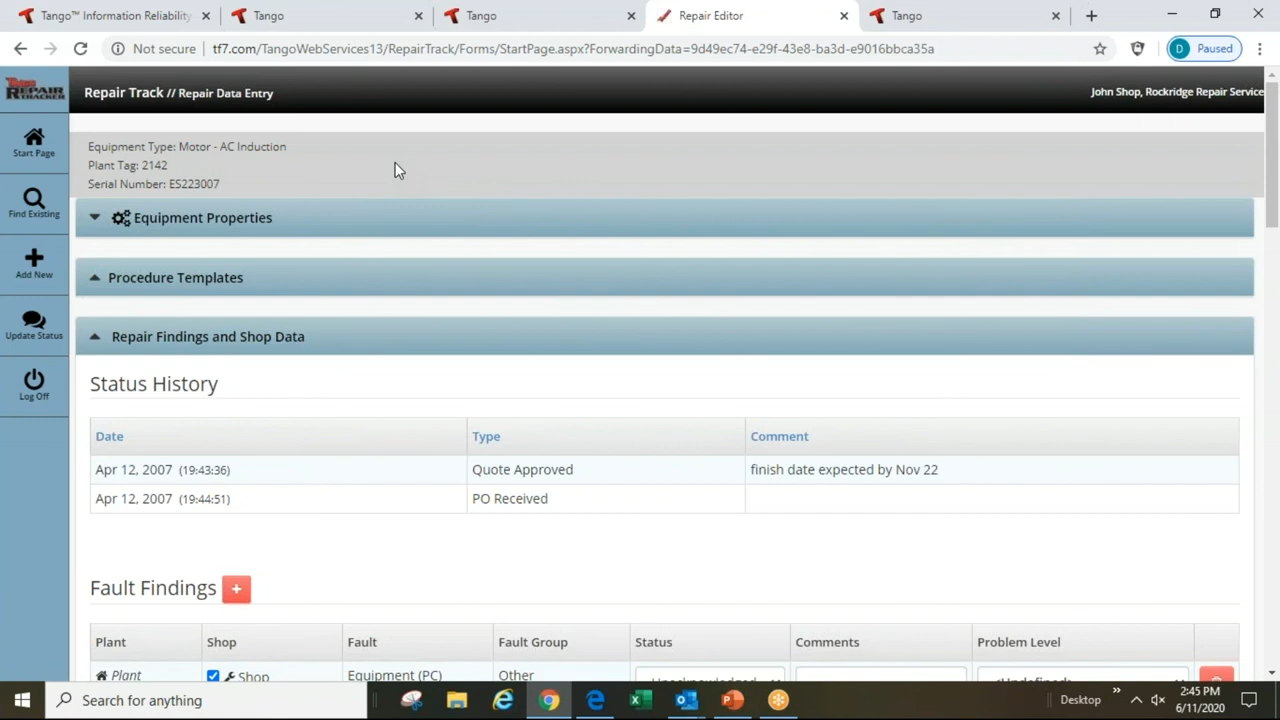 Tango™ Information Reliability
Tango
Tango
Repair Editor
Tango
Not secure
tf7.com/TangoWebServices13/RepairTrack/Forms/StartPage.aspx?ForwardingData=9d49ec74-e29f-43e8-ba3d-e9016bbca35a
D Paused
TANGO
REPAIR
TRACKER
Repair Track // Repair Data Entry
John Shop, Rockridge Repair Service
Start Page
Find Existing
Add New
Update Status
Log Off
Equipment Type: Motor - AC Induction
Plant Tag: 2142
Serial Number: ES223007
Equipment Properties
Procedure Templates
Repair Findings and Shop Data
Status History
Date Type Comment
Apr 12, 2007 (19:43:36) Quote Approved finish date expected by Nov 22
Apr 12, 2007 (19:44:51) PO Received
Fault Findings +
Plant Shop Fault Fault Group Status Comments Problem Level
Plant Shop Equipment (PC) Other
Search for anything
Desktop
2:45 PM
6/11/2020